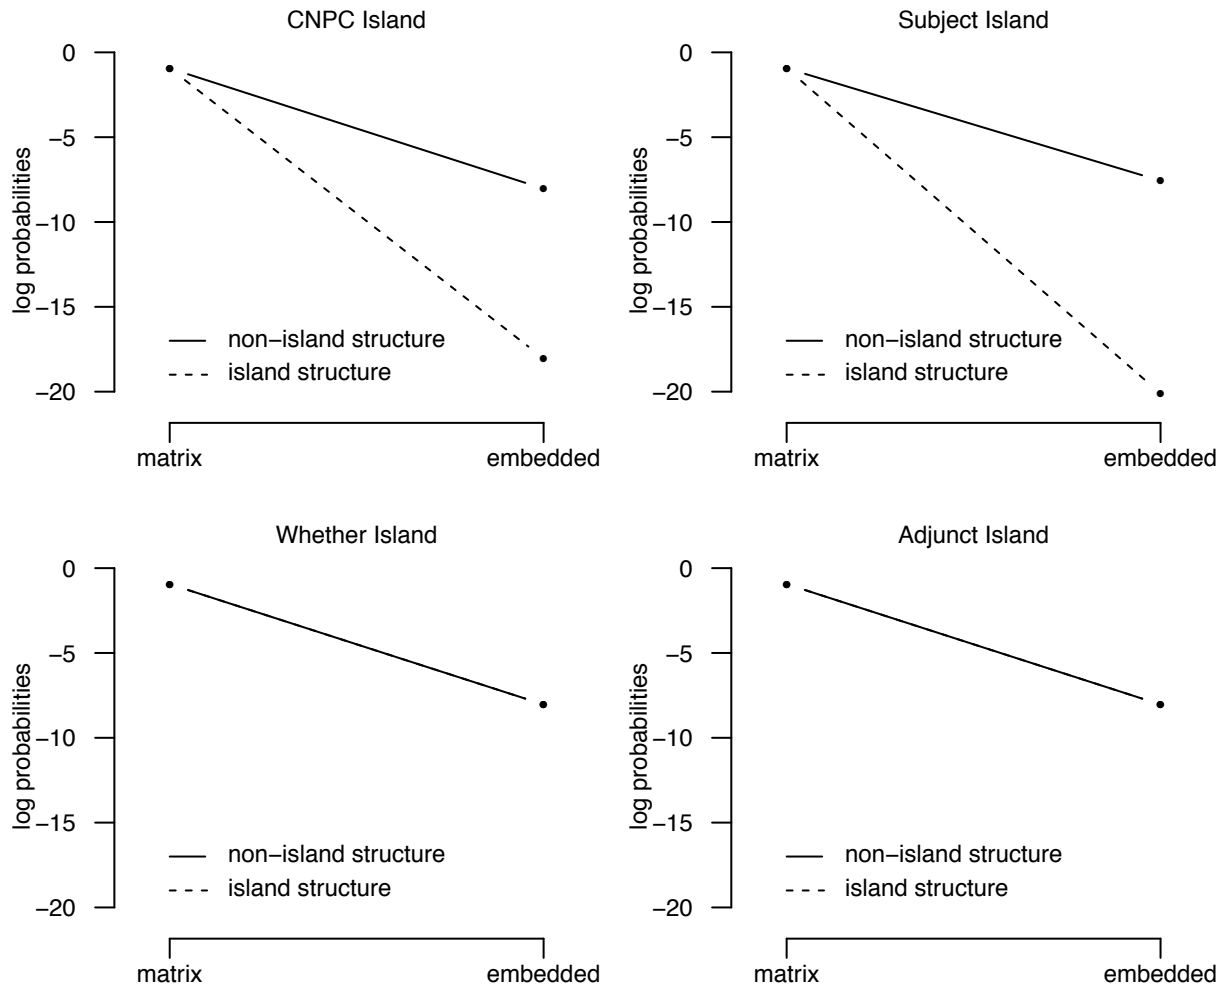 CNPC Island
0
−5
−10
−15
−20
log probabilities
non−island structure
island structure
matrix
embedded
Subject Island
0
−5
−10
−15
−20
log probabilities
non−island structure
island structure
matrix
embedded
Whether Island
0
−5
−10
−15
−20
log probabilities
non−island structure
island structure
matrix
embedded
Adjunct Island
0
−5
−10
−15
−20
log probabilities
non−island structure
island structure
matrix
embedded